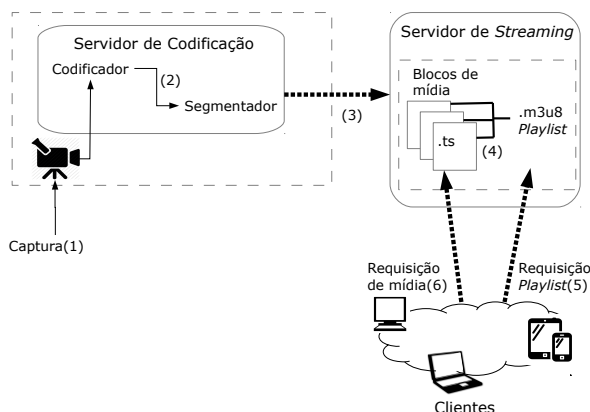 Servidor de Codificação
Codificador
(2)
Segmentador
(3)
Captura(1)
Servidor de Streaming
Blocos de
mídia
.ts
(4)
.m3u8
Playlist
Requisição
de mídia(6)
Requisição
Playlist(5)
Clientes